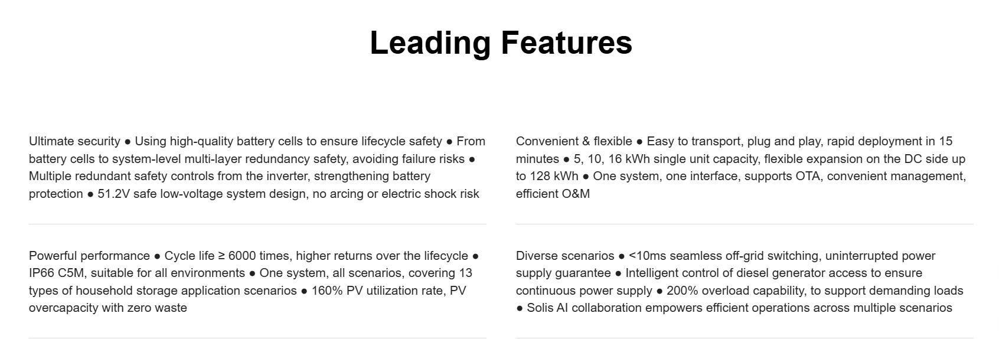 Leading Features
Ultimate security ● Using high-quality battery cells to ensure lifecycle safety ● From
battery cells to system-level multi-layer redundancy safety, avoiding failure risks ●
Multiple redundant safety controls from the inverter, strengthening battery
protection ● 51.2V safe low-voltage system design, no arcing or electric shock risk
Convenient & flexible ● Easy to transport, plug and play, rapid deployment in 15
minutes ● 5, 10, 16 kWh single unit capacity, flexible expansion on the DC side up
to 128 kWh ● One system, one interface, supports OTA, convenient management,
efficient O&M
Powerful performance ● Cycle life ≥ 6000 times, higher returns over the lifecycle ●
IP66 C5M, suitable for all environments ● One system, all scenarios, covering 13
types of household storage application scenarios ● 160% PV utilization rate, PV
overcapacity with zero waste
Diverse scenarios ● <10ms seamless off-grid switching, uninterrupted power
supply guarantee ● Intelligent control of diesel generator access to ensure
continuous power supply ● 200% overload capability, to support demanding loads
● Solis AI collaboration empowers efficient operations across multiple scenarios